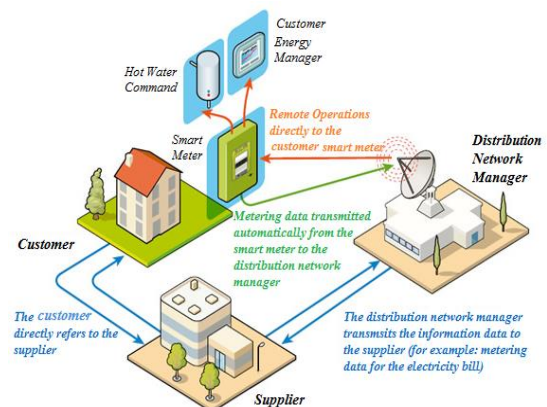 Customer
Energy
Manager
Hot Water
Command
Smart
Meter
Remote Operations
directly to the
customer smart meter
Distribution
Network
Manager
Metering data transmitted
automatically from the
smart meter to the
distribution network
manager
Customer
The customer
directly refers to the
supplier
The distribution network manager
transmsits the information data to
the supplier (for example: metering
data for the electricity bill)
Supplier